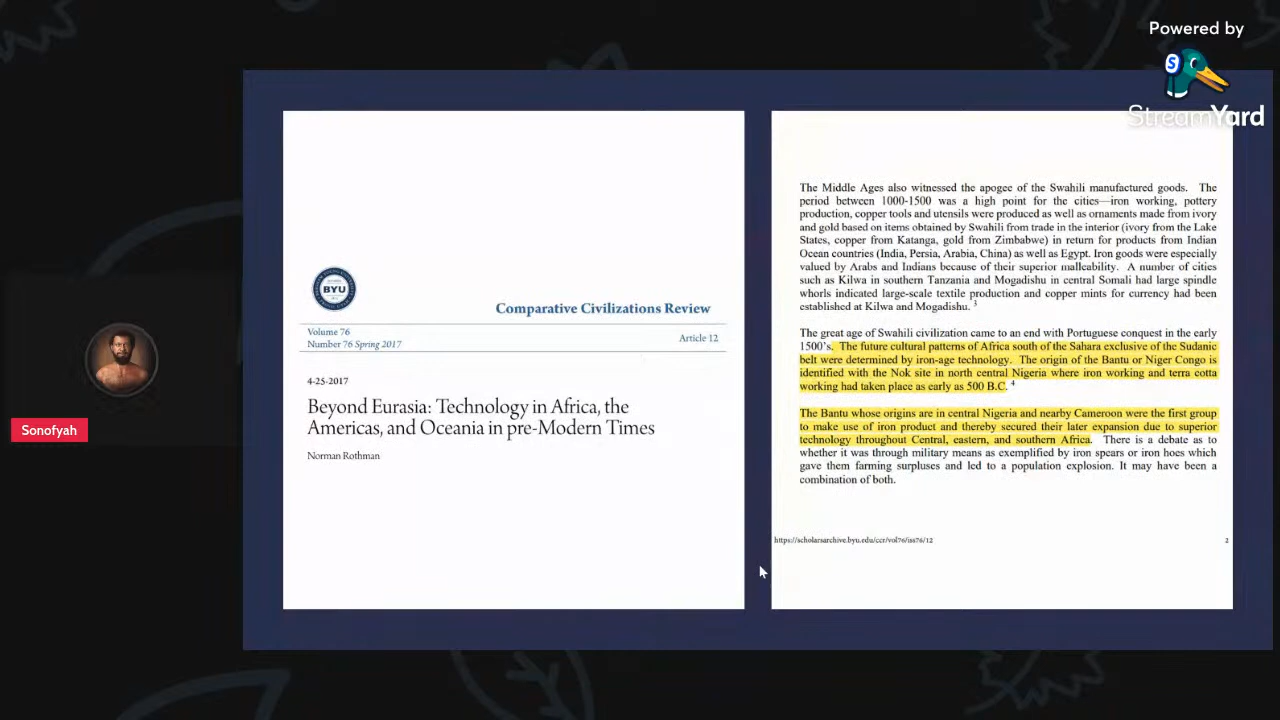 Powered by
S
StreamYard
Sonofyah
BYU
Comparative Civilizations Review
Volume 76
Number 76 Spring 2017
Article 12
4-25-2017
Beyond Eurasia: Technology in Africa, the
Americas, and Oceania in pre-Modern Times
Norman Rothman
The Middle Ages also witnessed the apogee of the Swahili manufactured goods. The
period between 1000-1500 was a high point for the cities—iron working, pottery
production, copper tools and utensils were produced as well as ornaments made from ivory
and gold based on items obtained by Swahili from trade in the interior (ivory from the Lake
States, copper from Katanga, gold from Zimbabwe) in return for products from Indian
Ocean countries (India, Persia, Arabia, China) as well as Egypt. Iron goods were especially
valued by Arabs and Indians because of their superior malleability. A number of cities
such as Kilwa in southern Tanzania and Mogadishu in central Somali had large spindle
whorls indicated large-scale textile production and copper mints for currency had been
established at Kilwa and Mogadishu. 3
The great age of Swahili civilization came to an end with Portuguese conquest in the early
1500's. The future cultural patterns of Africa south of the Sahara exclusive of the Sudanic
belt were determined by iron-age technology. The origin of the Bantu or Niger Congo is
identified with the Nok site in north central Nigeria where iron working and terra cotta
working had taken place as early as 500 B.C. 4
The Bantu whose origins are in central Nigeria and nearby Cameroon were the first group
to make use of iron product and thereby secured their later expansion due to superior
technology throughout Central, eastern, and southern Africa. There is a debate as to
whether it was through military means as exemplified by iron spears or iron hoes which
gave them farming surpluses and led to a population explosion. It may have been a
combination of both.
https://scholarsarchive.byu.edu/ccr/vol76/iss76/12
2